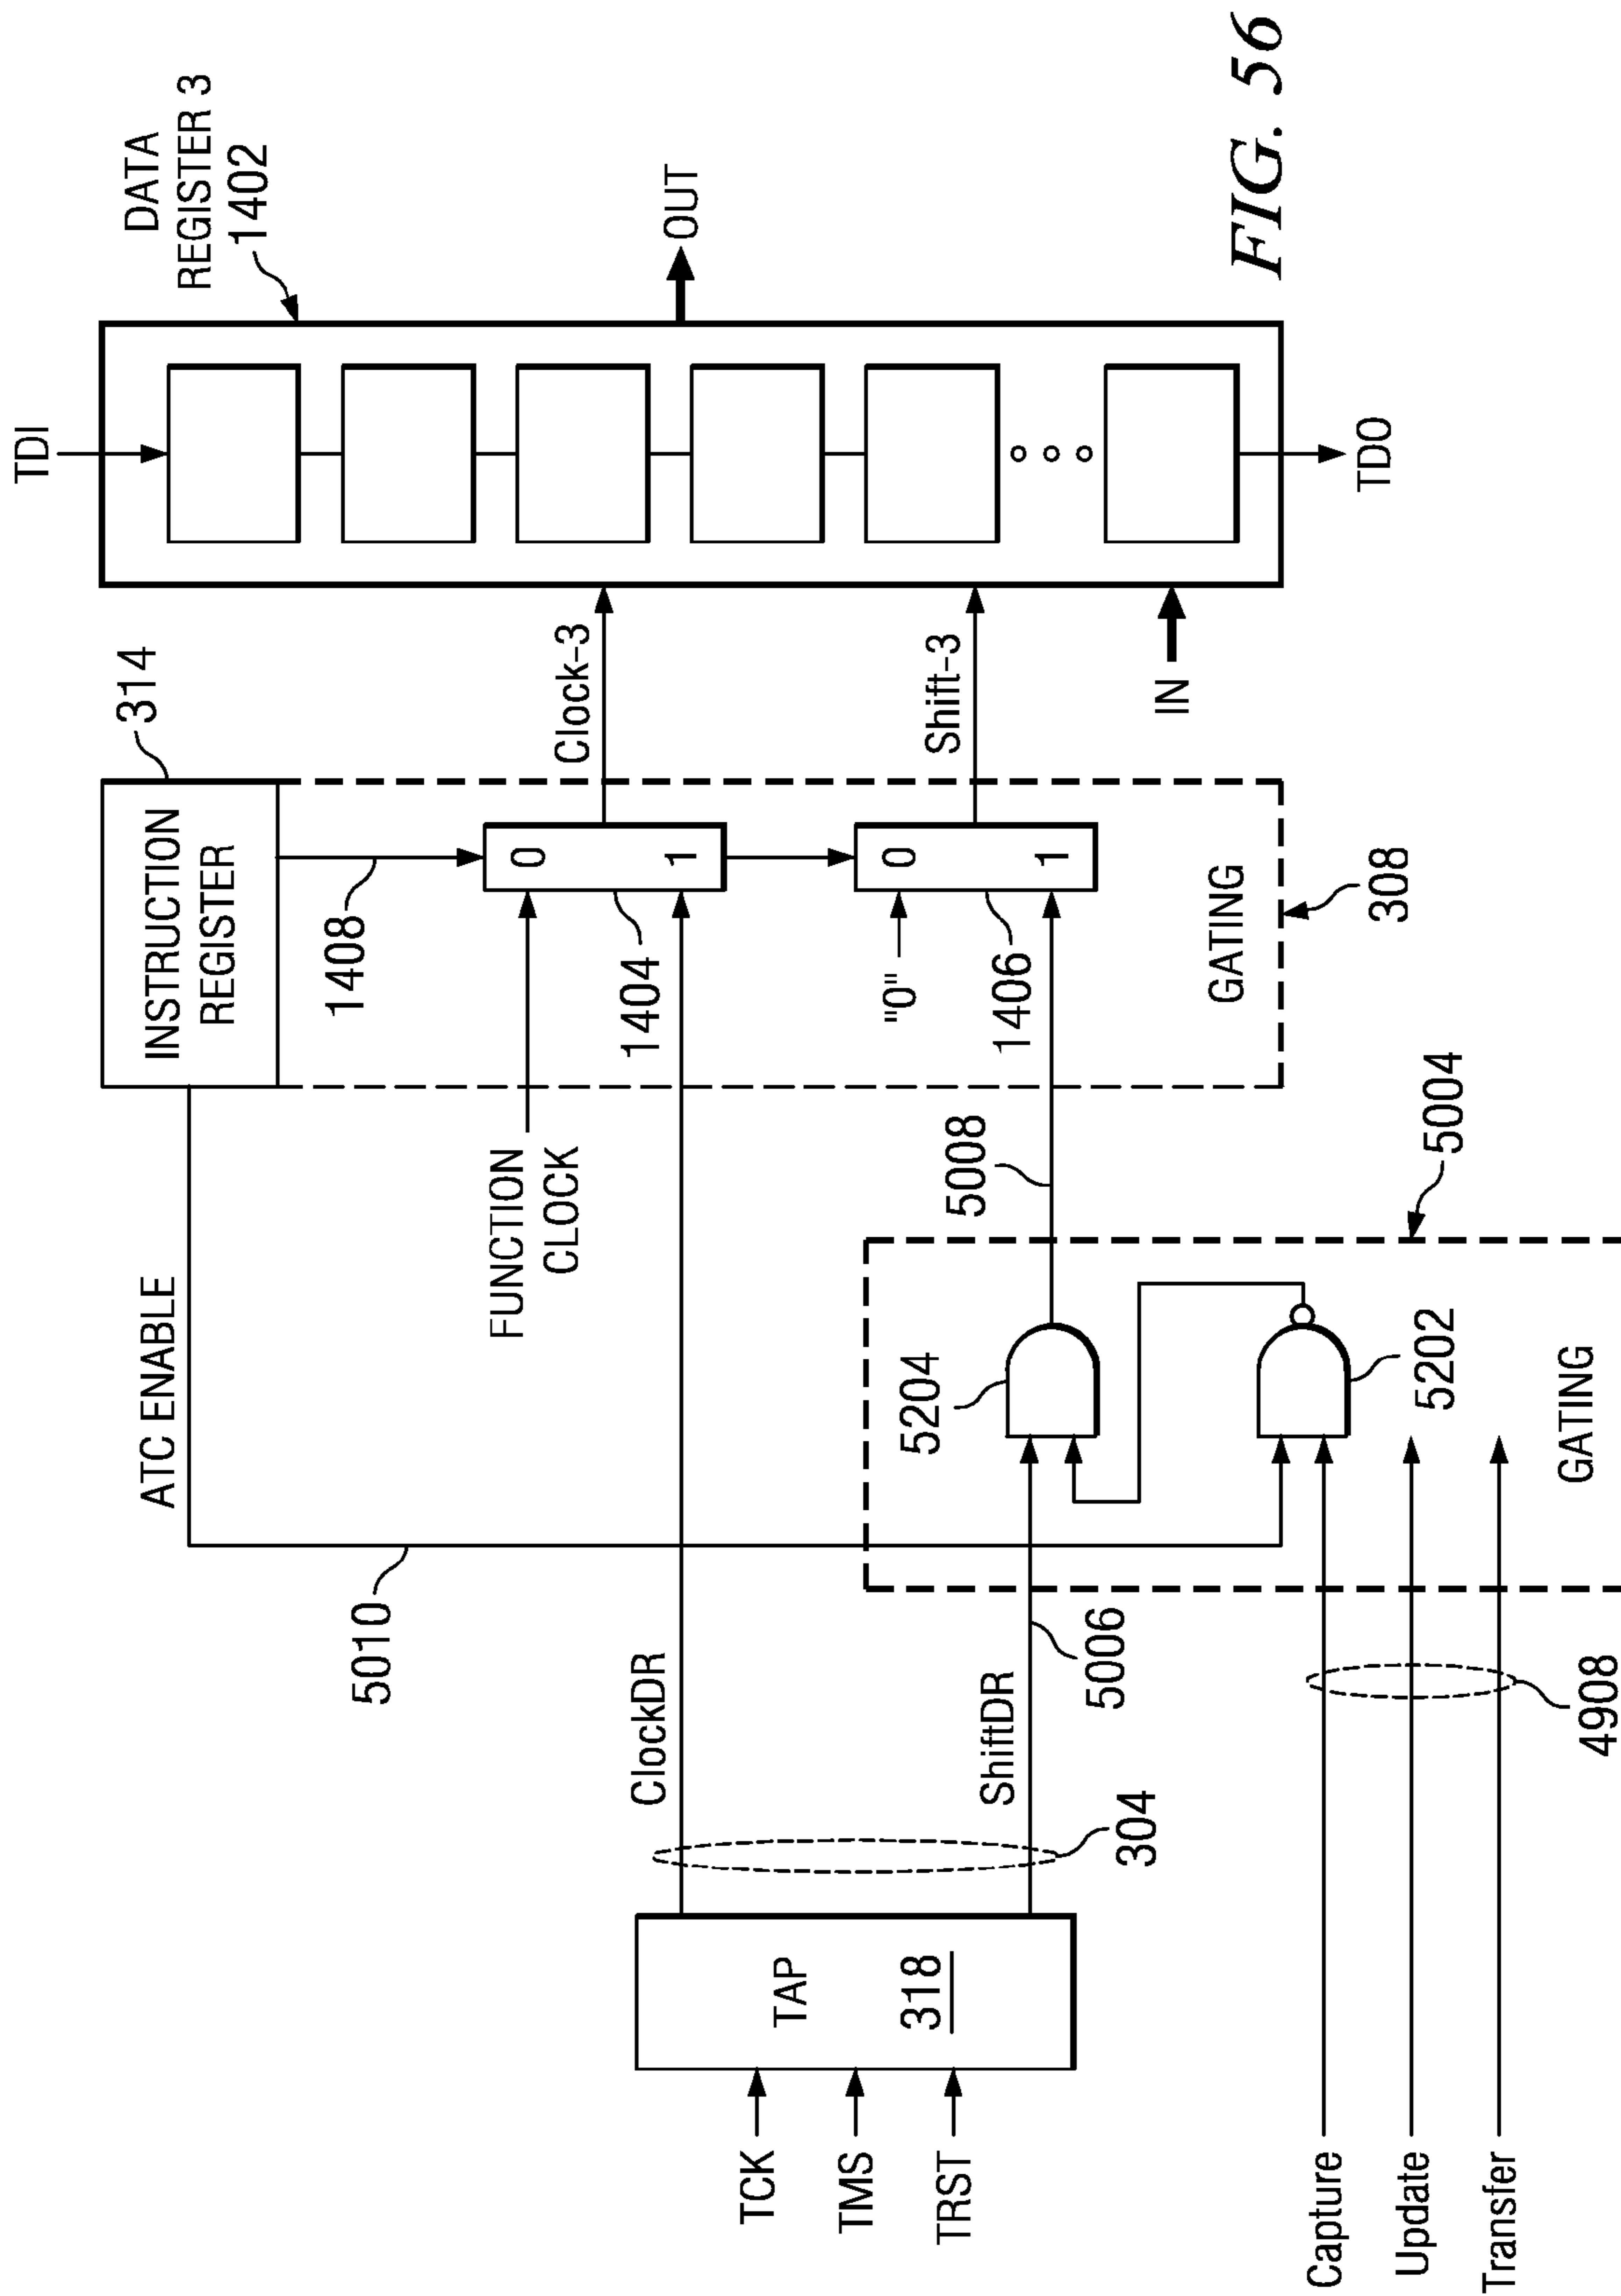 DATA
REGISTER 3
1402
TDI
OUT
TDO
IN
314
INSTRUCTION
REGISTER
ATC ENABLE
5010
1408
Clock-3
0
1
FUNCTION
CLOCK
1404
Shift-3
0
1
"0"
1406
GATING
308
5008
5004
5204
5202
GATING
ClockDR
ShiftDR
5006
304
TAP
318
TCK
TMS
TRST
Capture
Update
Transfer
4908
FIG. 56